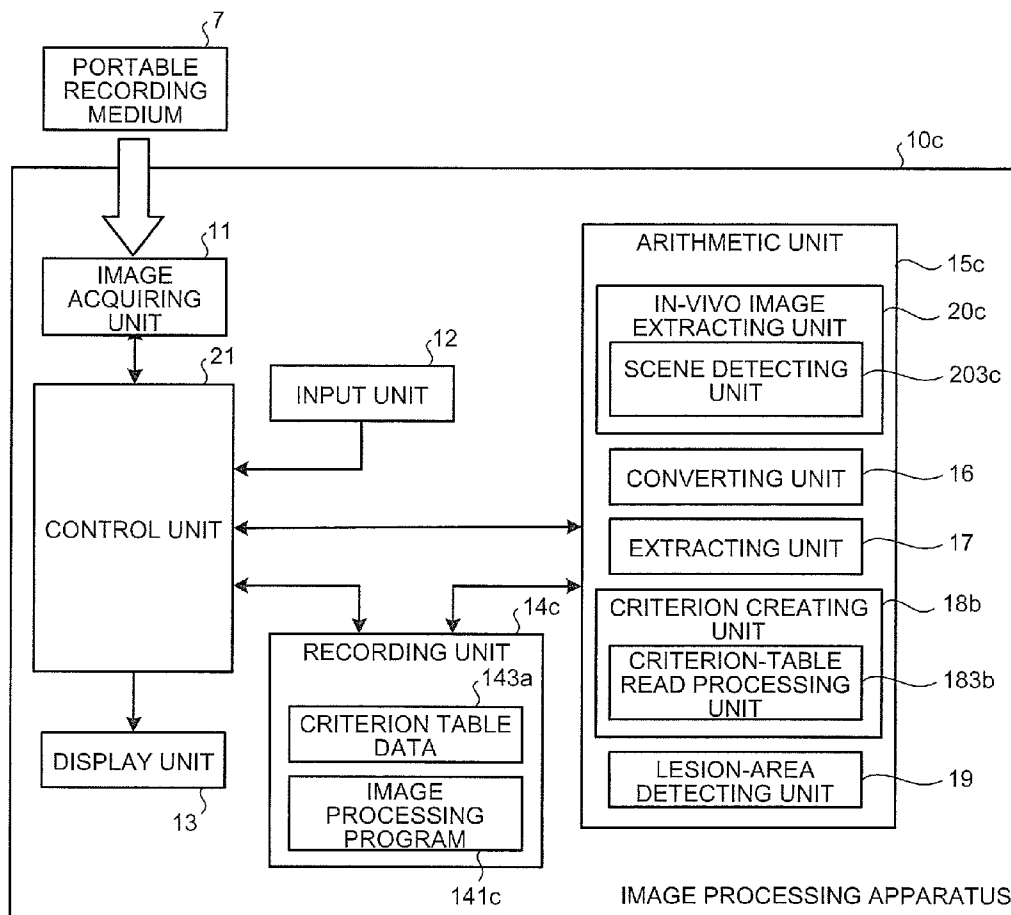 7
PORTABLE
RECORDING
MEDIUM
10c
11
IMAGE
ACQUIRING
UNIT
21
CONTROL UNIT
12
INPUT UNIT
DISPLAY UNIT
13
14c
RECORDING UNIT
143a
CRITERION TABLE
DATA
IMAGE
PROCESSING
PROGRAM
141c
ARITHMETIC UNIT
15c
IN-VIVO IMAGE
EXTRACTING UNIT
20c
SCENE DETECTING
UNIT
203c
CONVERTING UNIT
16
EXTRACTING UNIT
17
CRITERION CREATING
UNIT
18b
CRITERION-TABLE
READ PROCESSING
UNIT
183b
LESION-AREA
DETECTING UNIT
19
IMAGE PROCESSING APPARATUS